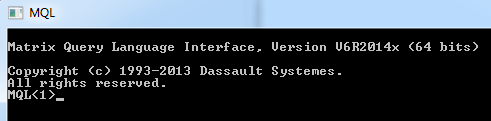 MQL
Matrix Query Language Interface, Version V6R2014x (64 bits)
Copyright (c) 1993-2013 Dassault Systemes.
All rights reserved.
MQL<1>_